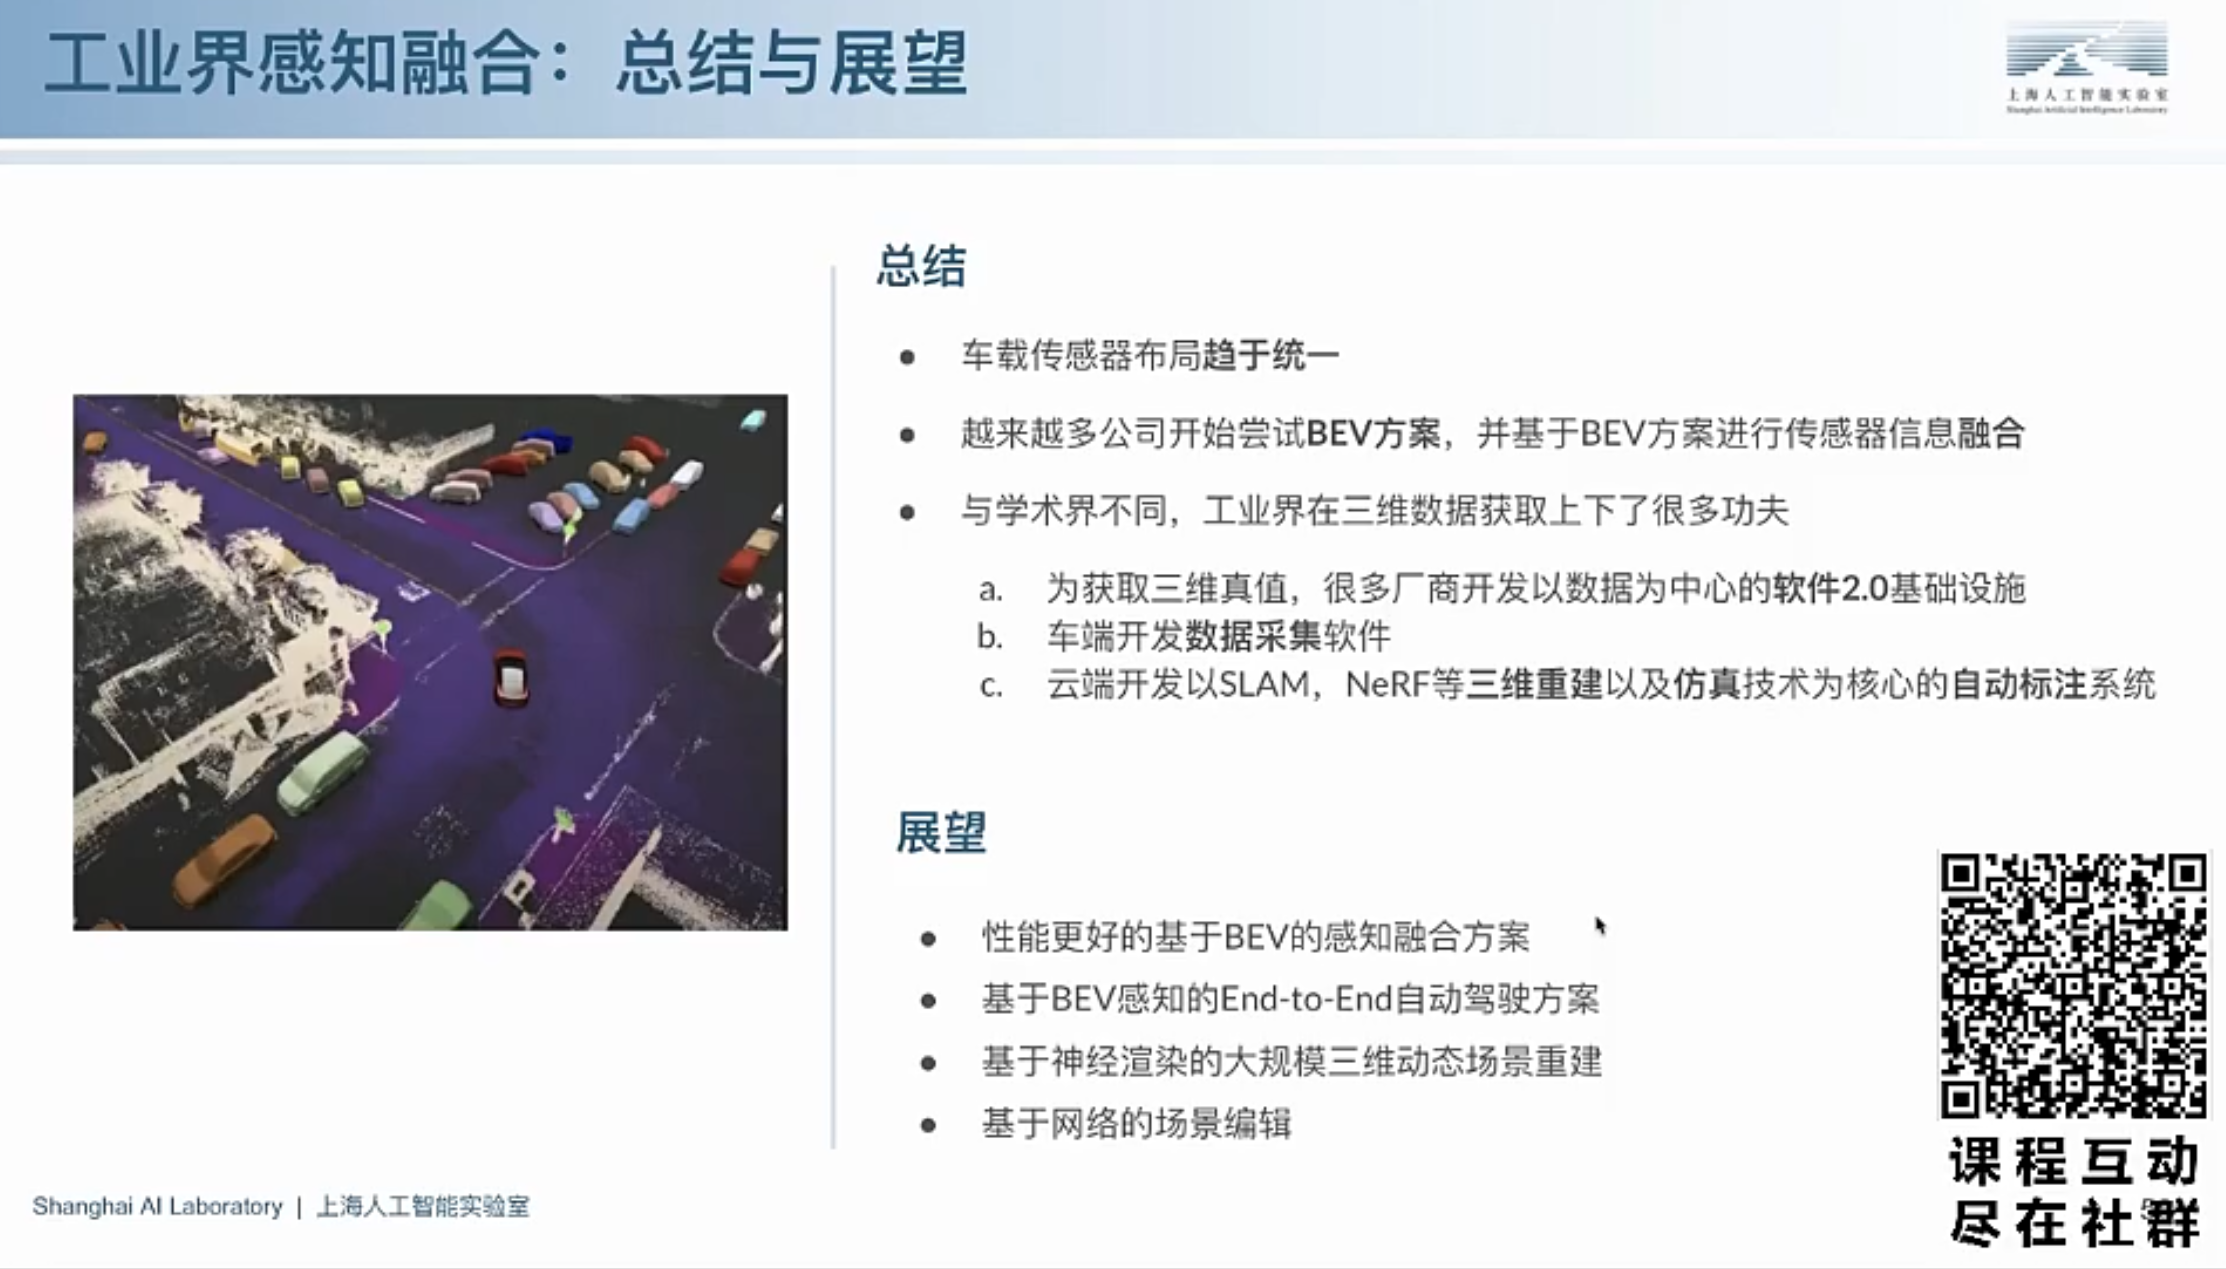 工业界感知融合：总结与展望
上海人工智能实验室
Shanghai Artificial Intelligence Laboratory
总结
● 车载传感器布局趋于统一
● 越来越多公司开始尝试BEV方案，并基于BEV方案进行传感器信息融合
● 与学术界不同，工业界在三维数据获取上下了很多功夫
a. 为获取三维真值，很多厂商开发以数据为中心的软件2.0基础设施
b. 车端开发数据采集软件
c. 云端开发以SLAM，NeRF等三维重建以及仿真技术为核心的自动标注系统
展望
● 性能更好的基于BEV的感知融合方案
● 基于BEV感知的End-to-End自动驾驶方案
● 基于神经渲染的大规模三维动态场景重建
● 基于网络的场景编辑
课程互动
尽在社群
Shanghai AI Laboratory | 上海人工智能实验室